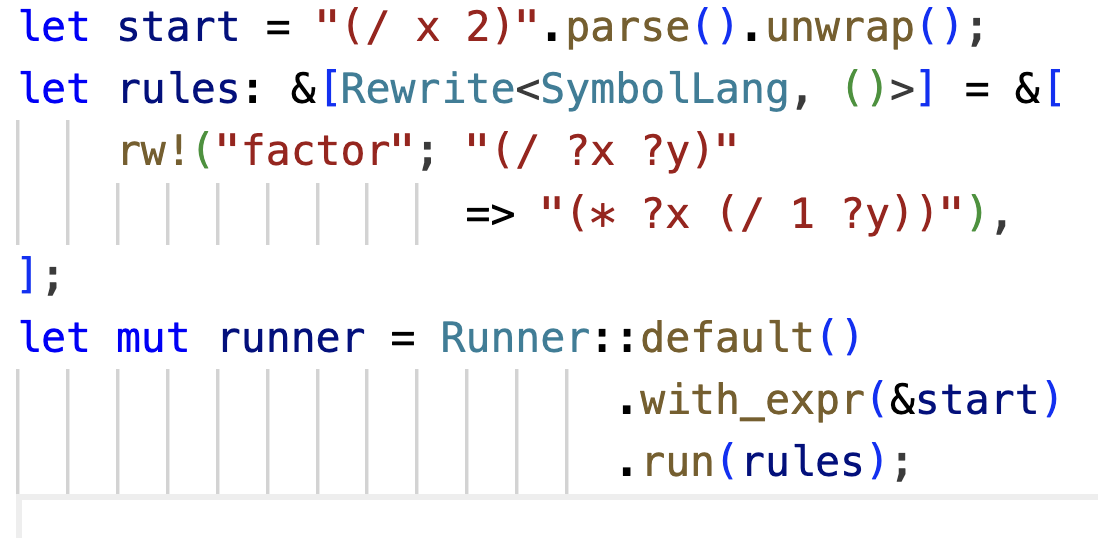 let start = "(/ x 2)".parse().unwrap();
let rules: &[Rewrite<SymbolLang, ()>] = &[
rw!("factor"; "(/ ?x ?y)"
=> "(* ?x (/ 1 ?y))"),
];
let mut runner = Runner::default()
.with_expr(&start)
.run(rules);